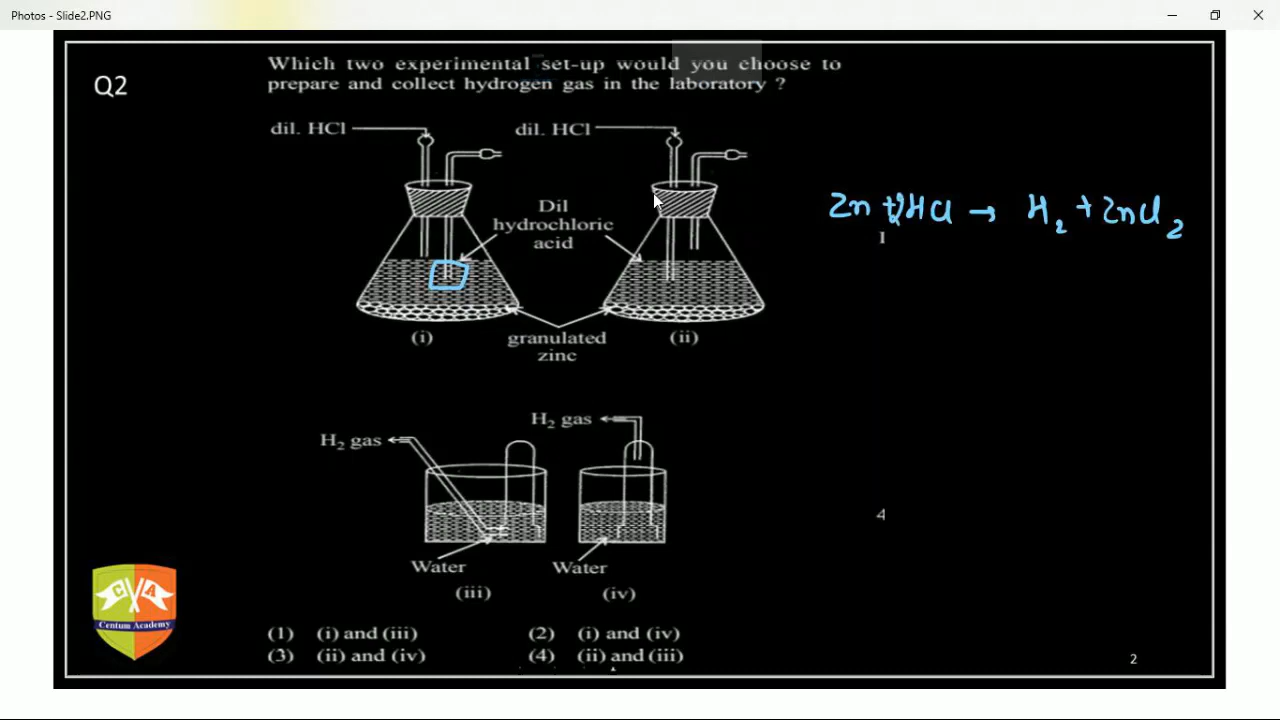 Photos - Slide2.PNG
Q2
Which two experimental set-up would you choose to
prepare and collect hydrogen gas in the laboratory ?
dil. HCl
dil. HCl
Dil
hydrochloric
acid
Zn + 2HCl → H₂ + ZnCl₂
(i)
granulated
zinc
(ii)
H₂ gas
H₂ gas
4
Water
Water
(iii)
(iv)
C A
Centum Academy
(1) (i) and (iii)
(2) (i) and (iv)
(3) (ii) and (iv)
(4) (ii) and (iii)
2